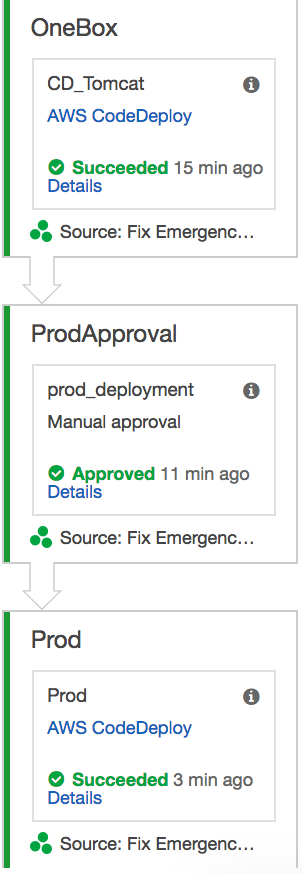 OneBox
CD_Tomcat
AWS CodeDeploy
Succeeded 15 min ago
Details
Source: Fix Emergenc…
ProdApproval
prod_deployment
Manual approval
Approved 11 min ago
Details
Source: Fix Emergenc…
Prod
Prod
AWS CodeDeploy
Succeeded 3 min ago
Details
Source: Fix Emergenc…